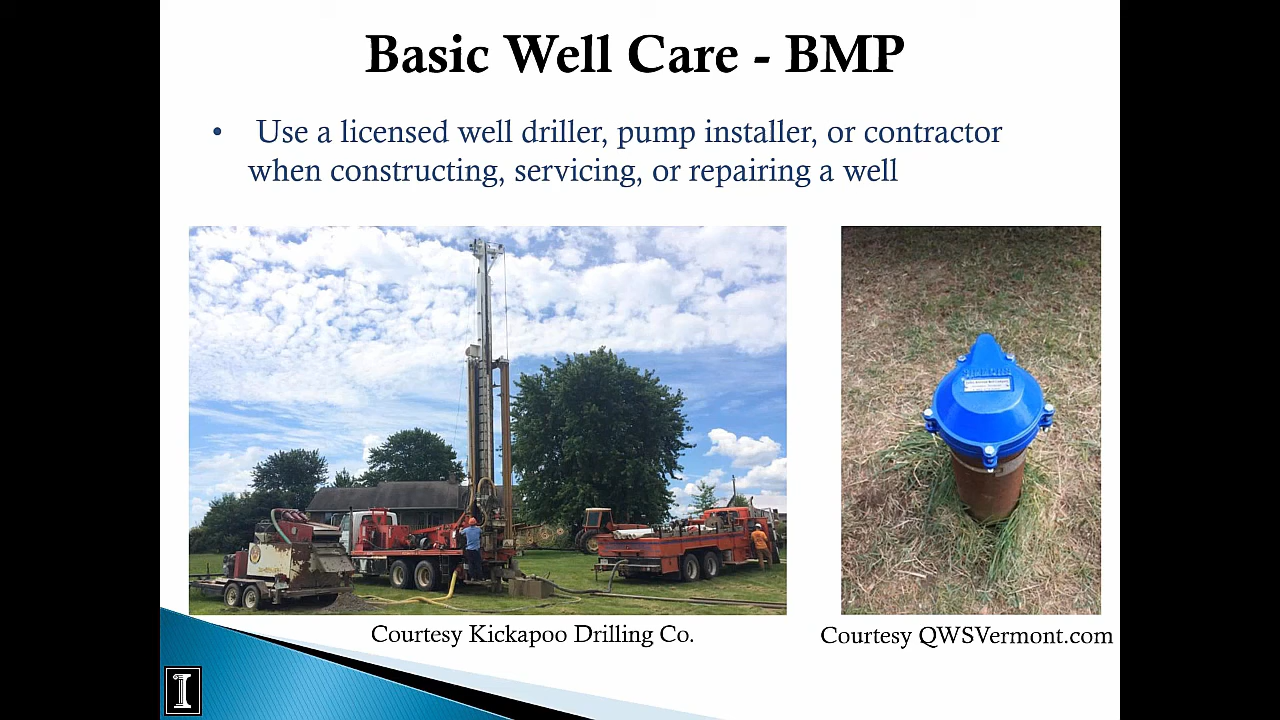 Basic Well Care - BMP
• Use a licensed well driller, pump installer, or contractor
when constructing, servicing, or repairing a well
Courtesy Kickapoo Drilling Co.
Courtesy QWSVermont.com
I